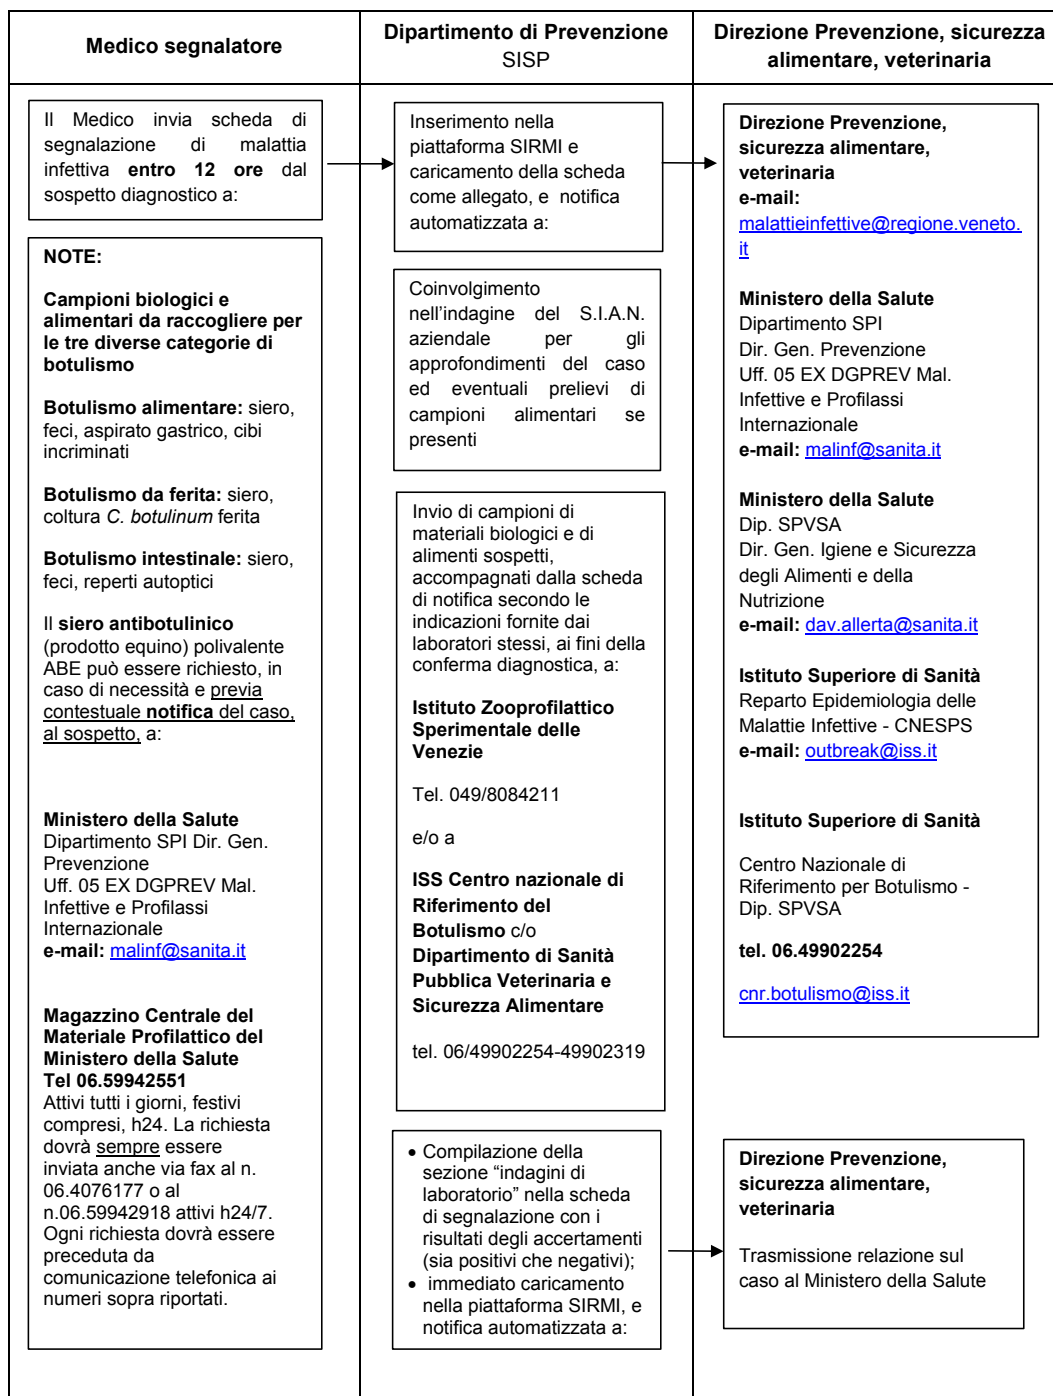 Medico segnalatore
Dipartimento di Prevenzione
SISP
Direzione Prevenzione, sicurezza
alimentare, veterinaria
Il Medico invia scheda di
segnalazione di malattia
infettiva entro 12 ore dal
sospetto diagnostico a:
NOTE:
Campioni biologici e
alimentari da raccogliere per
le tre diverse categorie di
botulismo
Botulismo alimentare: siero,
feci, aspirato gastrico, cibi
incriminati
Botulismo da ferita: siero,
coltura C. botulinum ferita
Botulismo intestinale: siero,
feci, reperti autoptici
Il siero antibotulinico
(prodotto equino) polivalente
ABE può essere richiesto, in
caso di necessità e previa
contestuale notifica del caso,
al sospetto, a:
Ministero della Salute
Dipartimento SPI Dir. Gen.
Prevenzione
Uff. 05 EX DGPREV Mal.
Infettive e Profilassi
Internazionale
e-mail: malinf@sanita.it
Magazzino Centrale del
Materiale Profilattico del
Ministero della Salute
Tel 06.59942551
Attivi tutti i giorni, festivi
compresi, h24. La richiesta
dovrà sempre essere
inviata anche via fax al n.
06.4076177 o al
n.06.59942918 attivi h24/7.
Ogni richiesta dovrà essere
preceduta da
comunicazione telefonica ai
numeri sopra riportati.
Inserimento nella
piattaforma SIRMI e
caricamento della scheda
come allegato, e notifica
automatizzata a:
Coinvolgimento
nell'indagine del S.I.A.N.
aziendale per gli
approfondimenti del caso
ed eventuali prelievi di
campioni alimentari se
presenti
Invio di campioni di
materiali biologici e di
alimenti sospetti,
accompagnati dalla scheda
di notifica secondo le
indicazioni fornite dai
laboratori stessi, ai fini della
conferma diagnostica, a:
Istituto Zooprofilattico
Sperimentale delle
Venezie
Tel. 049/8084211
e/o a
ISS Centro nazionale di
Riferimento del
Botulismo c/o
Dipartimento di Sanità
Pubblica Veterinaria e
Sicurezza Alimentare
tel. 06/49902254-49902319
• Compilazione della
sezione “indagini di
laboratorio” nella scheda
di segnalazione con i
risultati degli accertamenti
(sia positivi che negativi);
• immediato caricamento
nella piattaforma SIRMI, e
notifica automatizzata a:
Direzione Prevenzione,
sicurezza alimentare,
veterinaria
e-mail:
malattieinfettive@regione.veneto.
it
Ministero della Salute
Dipartimento SPI
Dir. Gen. Prevenzione
Uff. 05 EX DGPREV Mal.
Infettive e Profilassi
Internazionale
e-mail: malinf@sanita.it
Ministero della Salute
Dip. SPVSA
Dir. Gen. Igiene e Sicurezza
degli Alimenti e della
Nutrizione
e-mail: dav.allerta@sanita.it
Istituto Superiore di Sanità
Reparto Epidemiologia delle
Malattie Infettive - CNESPS
e-mail: outbreak@iss.it
Istituto Superiore di Sanità
Centro Nazionale di
Riferimento per Botulismo -
Dip. SPVSA
tel. 06.49902254
cnr.botulismo@iss.it
Direzione Prevenzione,
sicurezza alimentare,
veterinaria
Trasmissione relazione sul
caso al Ministero della Salute